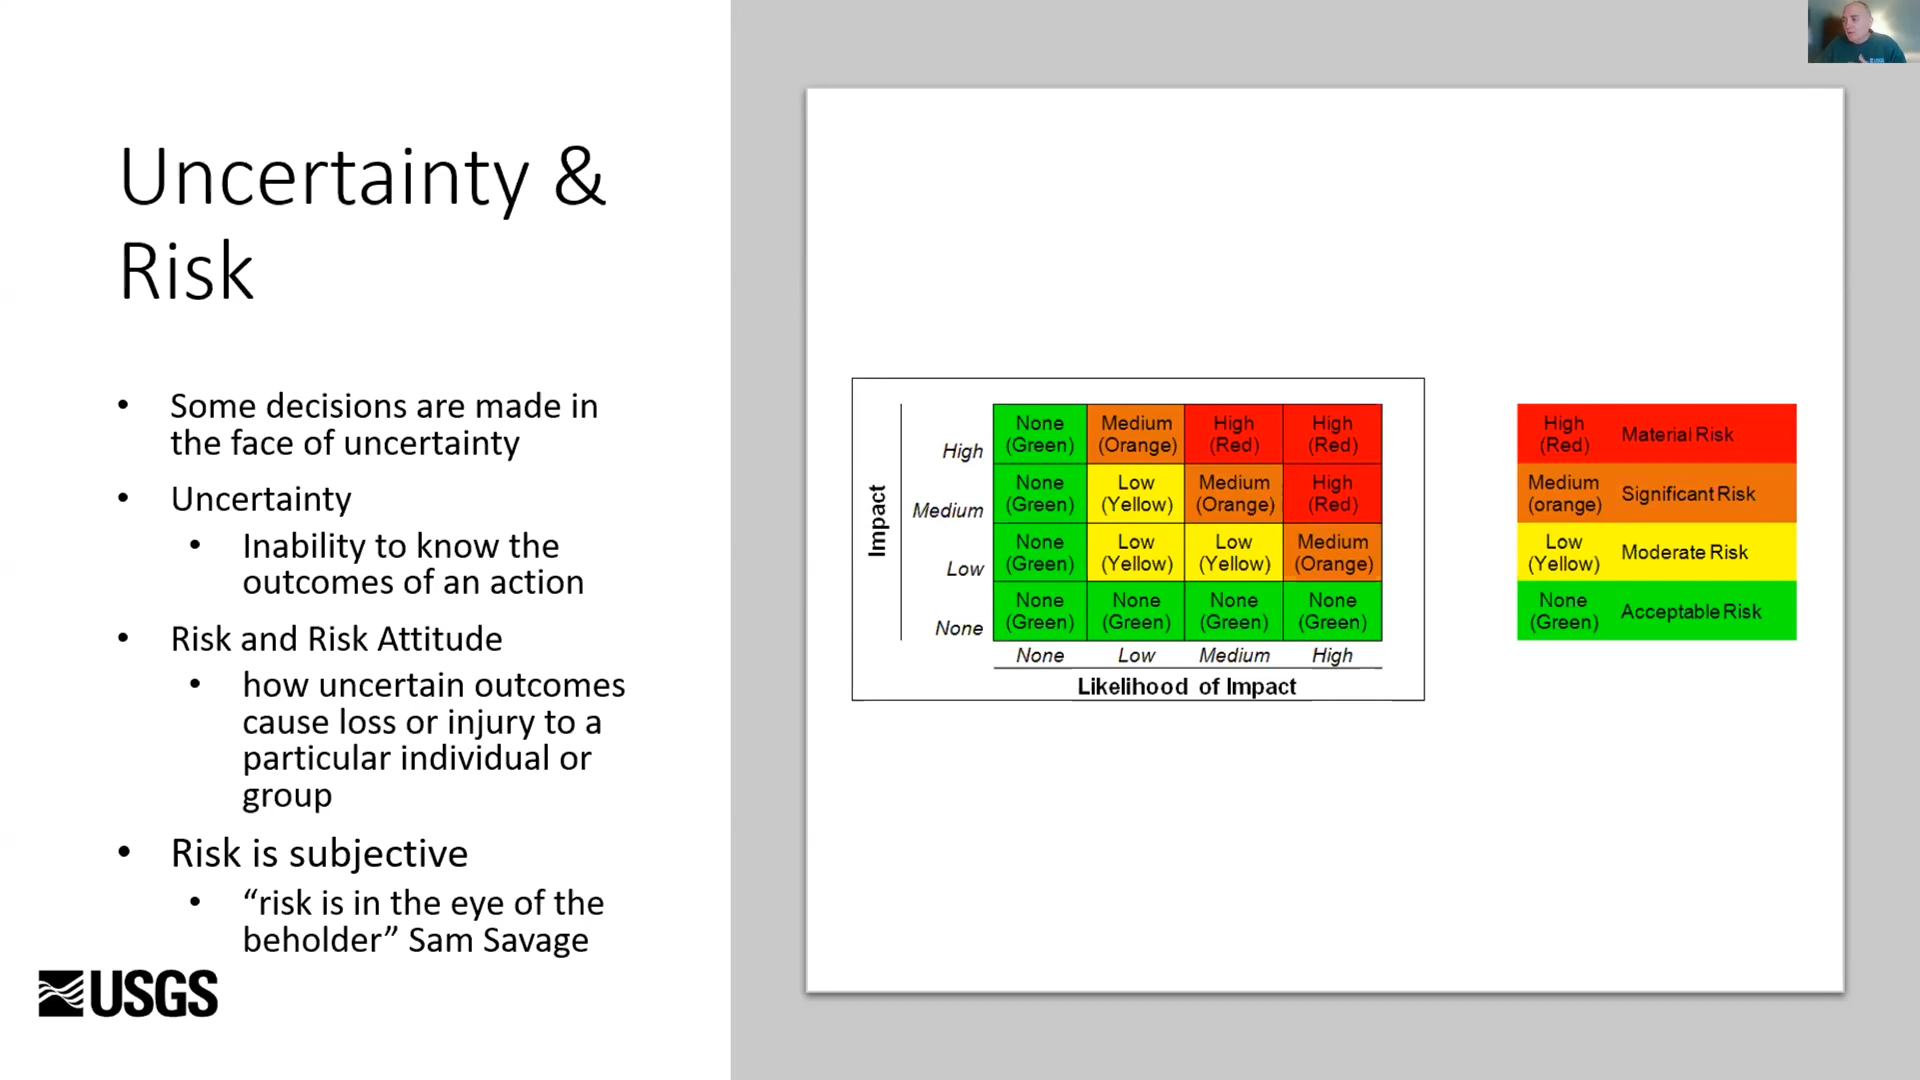 Uncertainty &
Risk
• Some decisions are made in
the face of uncertainty
• Uncertainty
• Inability to know the
outcomes of an action
• Risk and Risk Attitude
• how uncertain outcomes
cause loss or injury to a
particular individual or
group
• Risk is subjective
• “risk is in the eye of the
beholder” Sam Savage
USGS
Impact
High
None Medium High High
(Green) (Orange) (Red) (Red)
Medium
None Low Medium High
(Green) (Yellow) (Orange) (Red)
Low
None Low Low Medium
(Green) (Yellow) (Yellow) (Orange)
None
None None None None
(Green) (Green) (Green) (Green)
None Low Medium High
Likelihood of Impact
High
(Red) Material Risk
Medium
(orange) Significant Risk
Low
(Yellow) Moderate Risk
None
(Green) Acceptable Risk
USGS